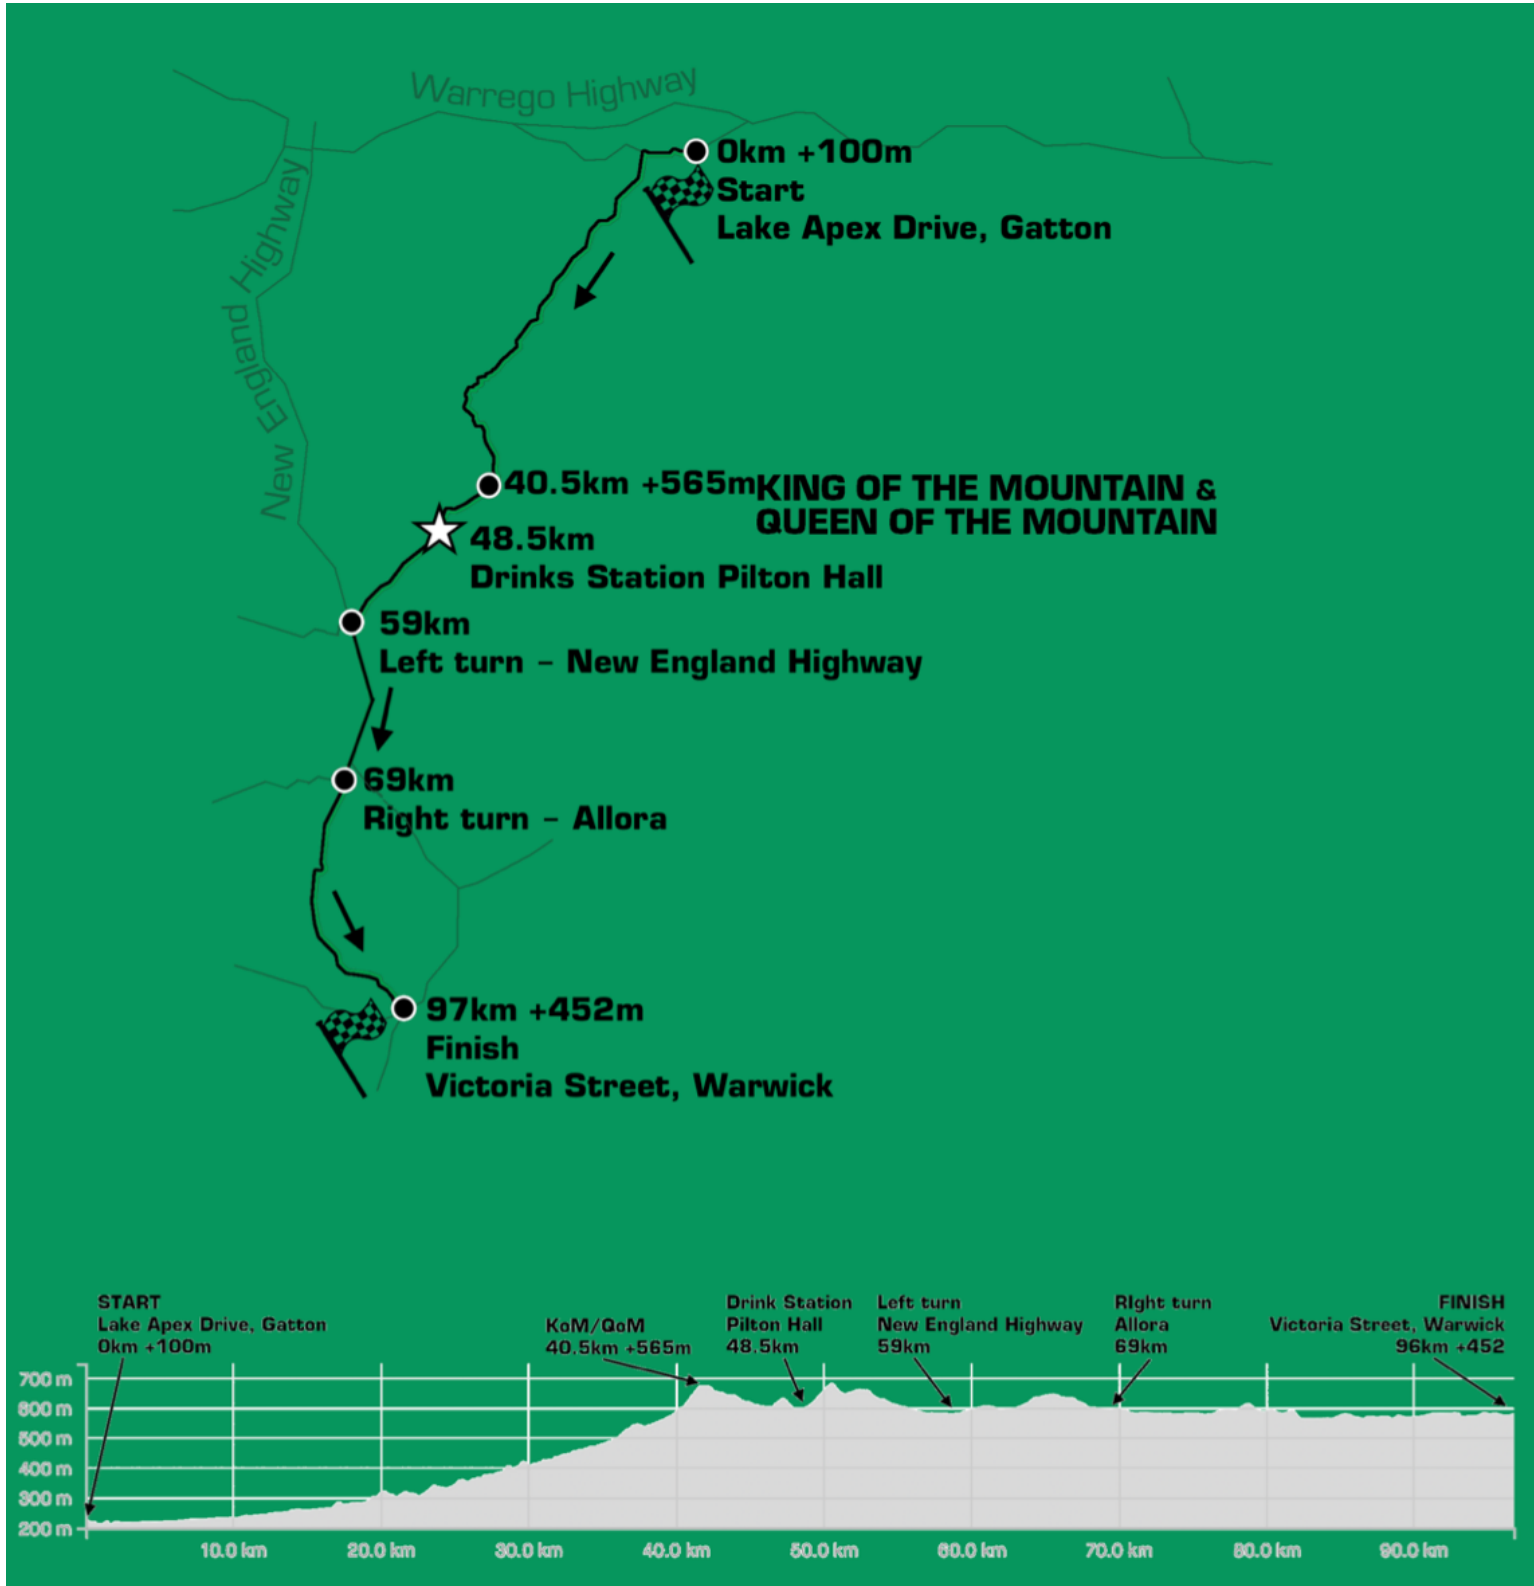 Warrego Highway
New England Highway
0km +100m
Start
Lake Apex Drive, Gatton
40.5km +565m
KING OF THE MOUNTAIN &
QUEEN OF THE MOUNTAIN
48.5km
Drinks Station Pilton Hall
59km
Left turn – New England Highway
69km
Right turn – Allora
97km +452m
Finish
Victoria Street, Warwick
START
Lake Apex Drive, Gatton
0km +100m
KoM/QoM
40.5km +565m
Drink Station
Pilton Hall
48.5km
Left turn
New England Highway
59km
RIght turn
Allora
69km
FINISH
Victoria Street, Warwick
96km +452
700 m
600 m
500 m
400 m
300 m
200 m
10.0 km 20.0 km 30.0 km 40.0 km 50.0 km 60.0 km 70.0 km 80.0 km 90.0 km